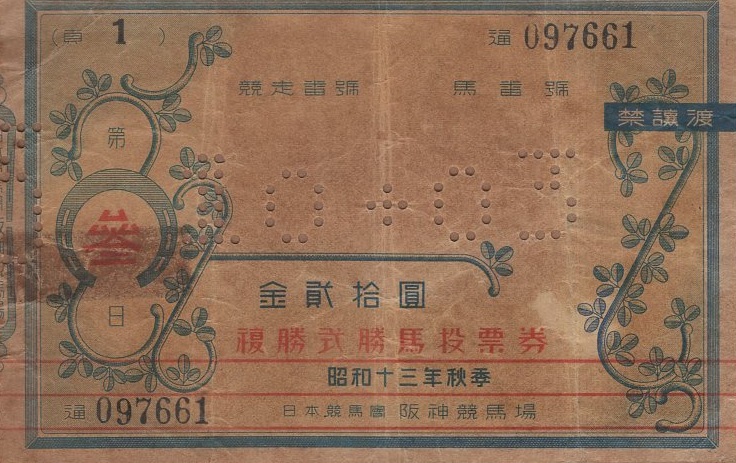 (頁 1 ) 通 097661
競走番號 馬番號
禁讓渡
第
叄
日
金貳拾圓
複勝式勝馬投票券
昭和十三年秋季
通 097661 日本競馬會 阪神競馬場